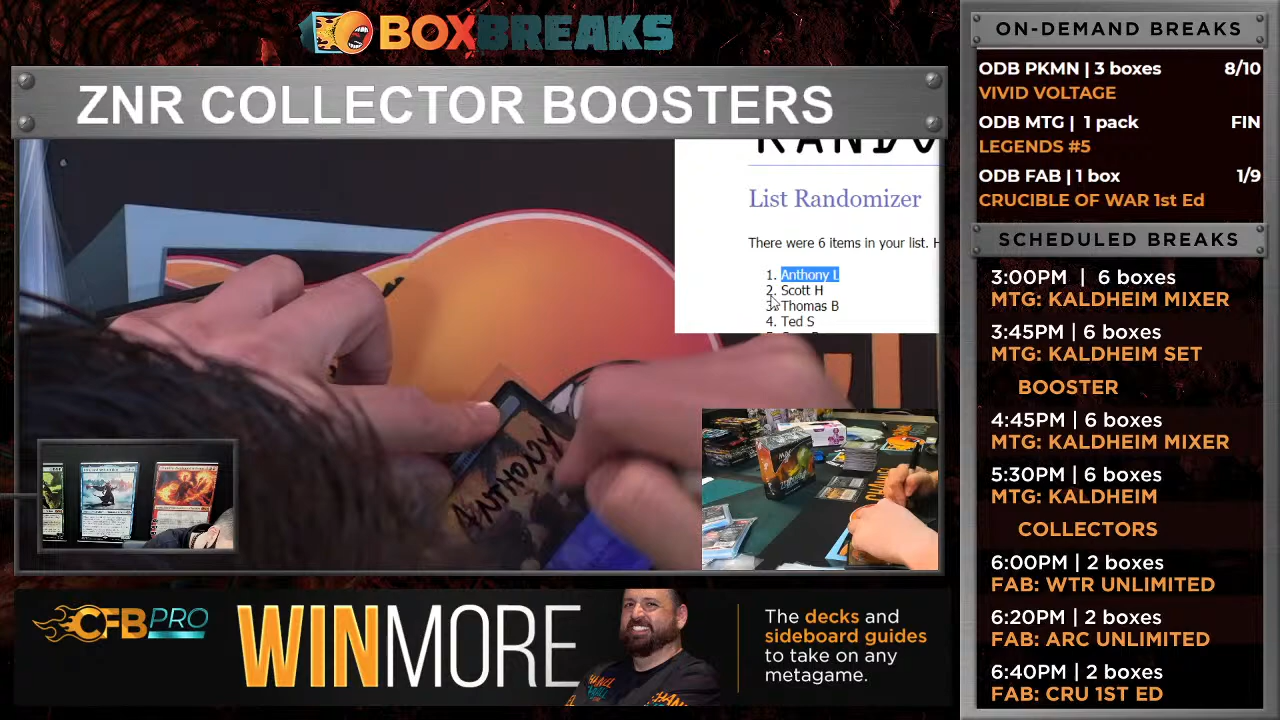 BOXBREAKS
ZNR COLLECTOR BOOSTERS
List Randomizer
There were 6 items in your list. H
1. Anthony L
2. Scott H
3. Thomas B
4. Ted S
ANTHONY
CFB PRO
WINMORE
The decks and
sideboard guides
to take on any
metagame.
ON-DEMAND BREAKS
ODB PKMN | 3 boxes 8/10
VIVID VOLTAGE
ODB MTG | 1 pack FIN
LEGENDS #5
ODB FAB | 1 box 1/9
CRUCIBLE OF WAR 1st Ed
SCHEDULED BREAKS
3:00PM | 6 boxes
MTG: KALDHEIM MIXER
3:45PM | 6 boxes
MTG: KALDHEIM SET
BOOSTER
4:45PM | 6 boxes
MTG: KALDHEIM MIXER
5:30PM | 6 boxes
MTG: KALDHEIM
COLLECTORS
6:00PM | 2 boxes
FAB: WTR UNLIMITED
6:20PM | 2 boxes
FAB: ARC UNLIMITED
6:40PM | 2 boxes
FAB: CRU 1ST ED